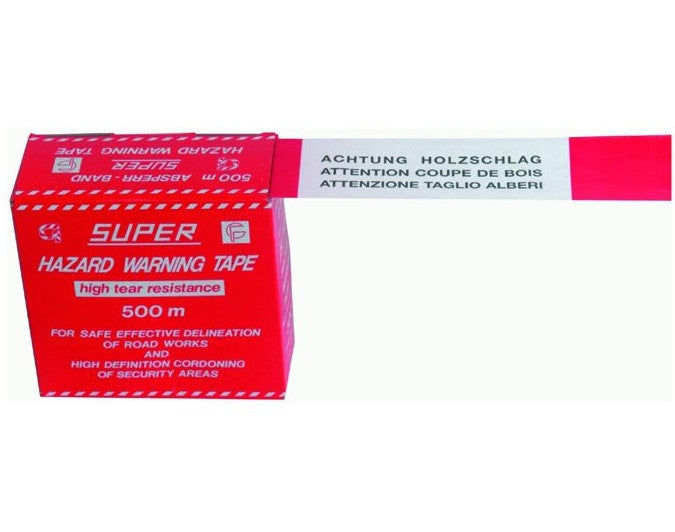 500 m ABSPERR-BAND
HAZARD WARNING TAPE
SUPER
ACHTUNG HOLZSCHLAG
ATTENTION COUPE DE BOIS
ATTENZIONE TAGLIO ALBERI
SUPER
HAZARD WARNING TAPE
high tear resistance
500 m
FOR SAFE EFFECTIVE DELINEATION
OF ROAD WORKS
AND
HIGH DEFINITION CORDONING
OF SECURITY AREAS